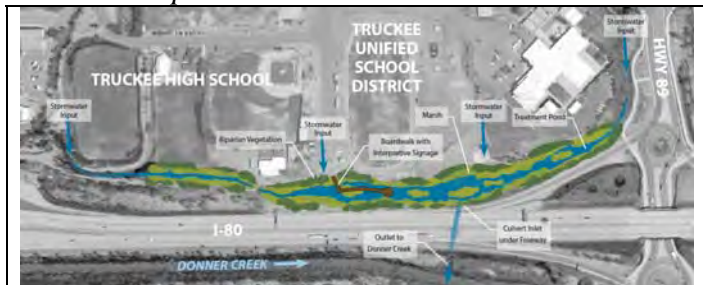 TRUCKEE HIGH SCHOOL
TRUCKEE
UNIFIED
SCHOOL
DISTRICT
Stormwater
Input
HWY 89
Stormwater
Input
Riparian Vegetation
Stormwater
Input
Boardwalk with
Interpretive Signage
Marsh
Stormwater
Input
Treatment Pond
I-80
Outlet to
Donner Creek
Culvert Inlet
under Freeway
DONNER CREEK